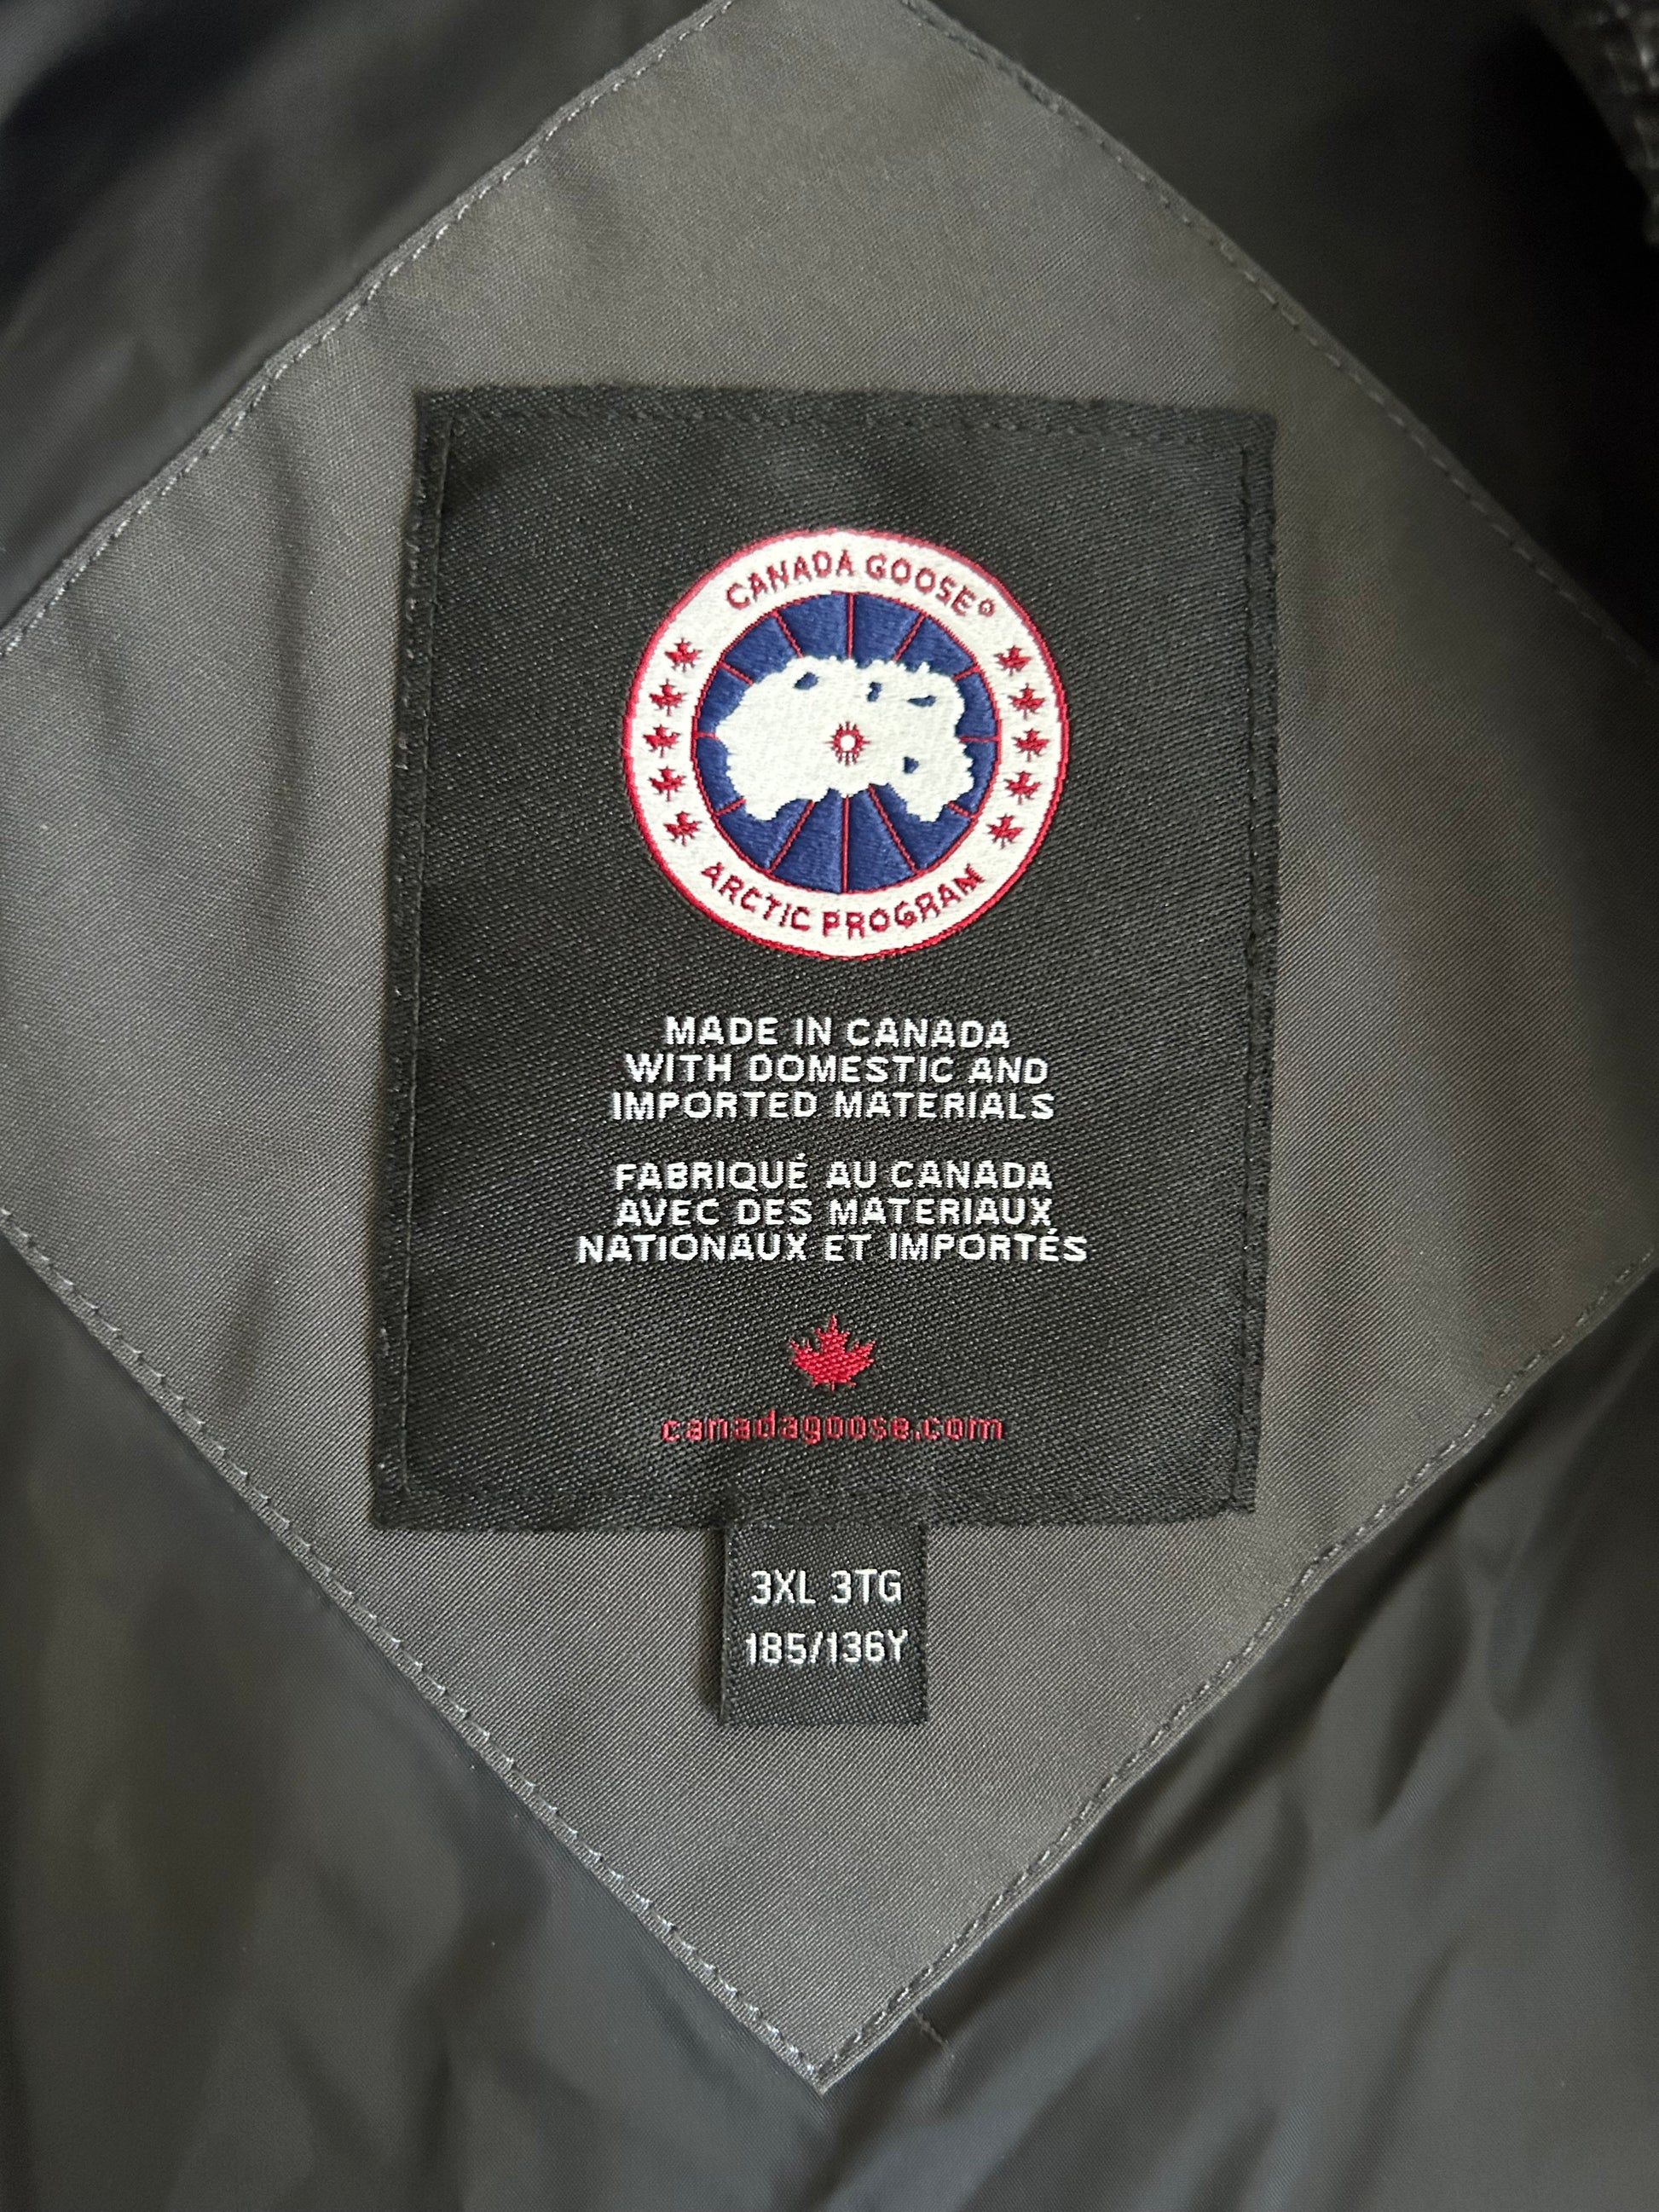 CANADA GOOSE®
ARCTIC PROGRAM
MADE IN CANADA
WITH DOMESTIC AND
IMPORTED MATERIALS
FABRIQUÉ AU CANADA
AVEC DES MATERIAUX
NATIONAUX ET IMPORTÉS
canadagoose.com
3XL 3TG
185/136Y